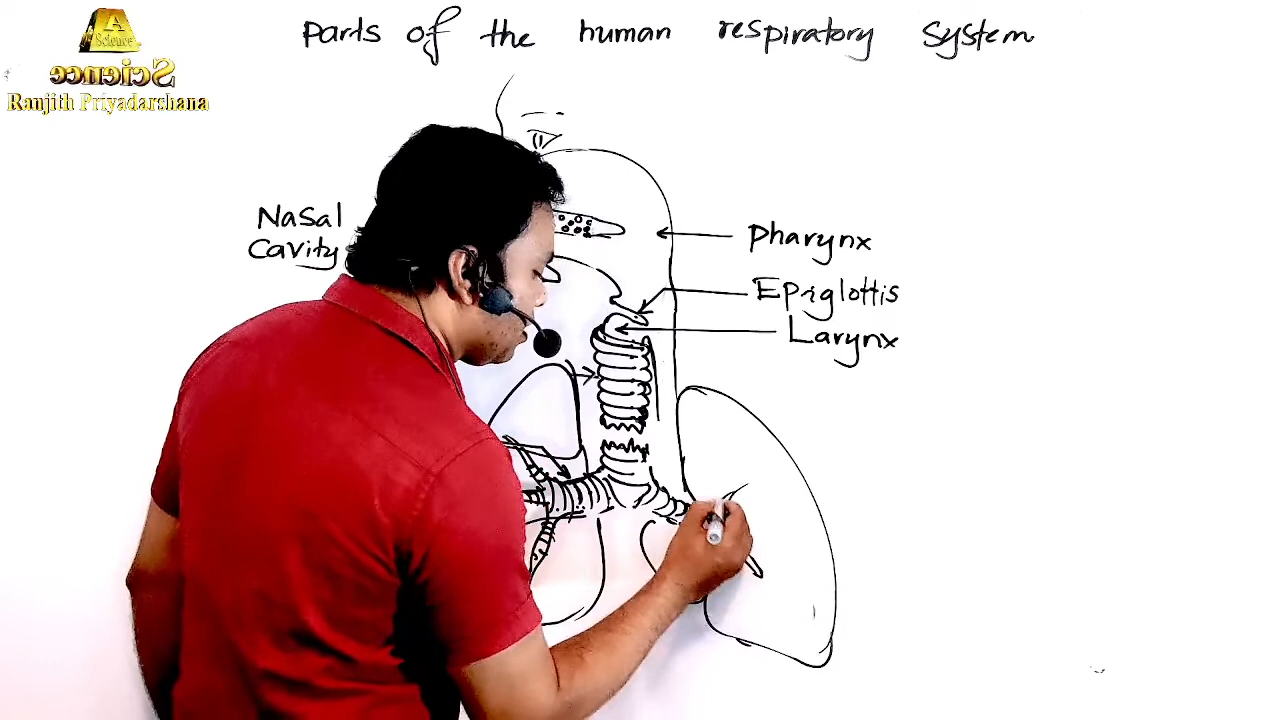 parts of the human respiratory system
A
Science
Science
Ranjith Priyadarshana
Nasal
cavity
pharynx
Epiglottis
Larynx